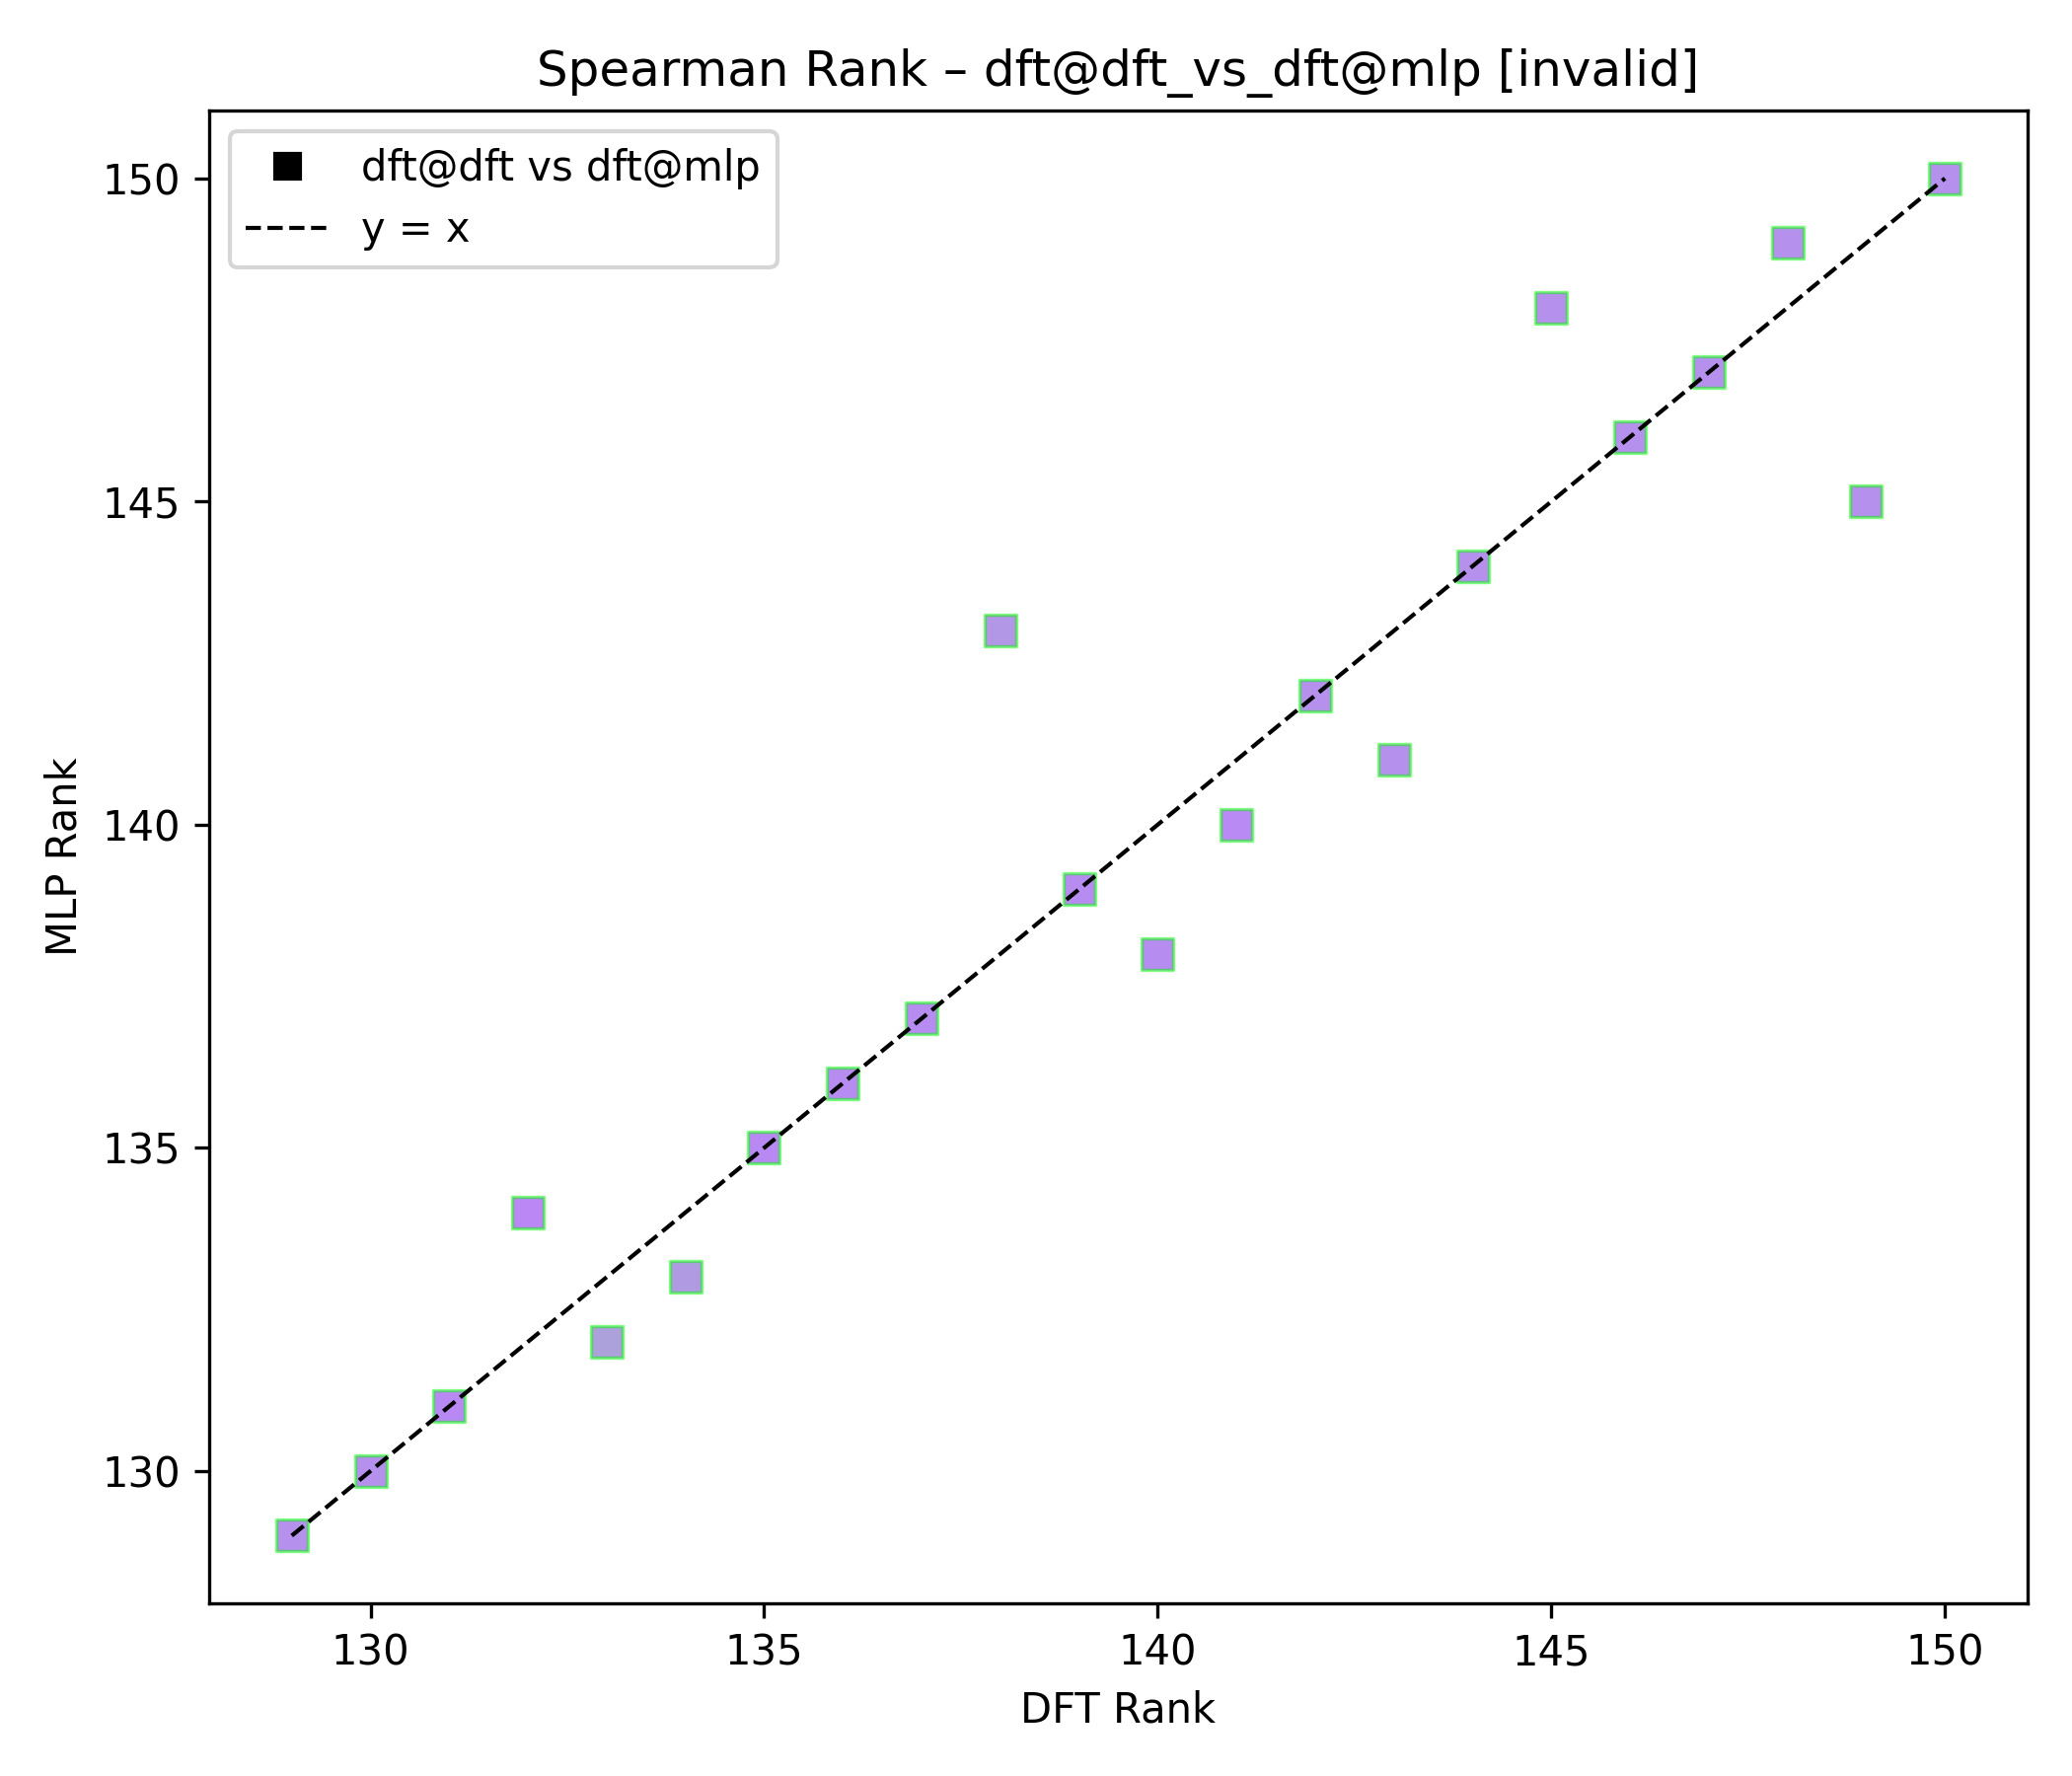 Spearman Rank – dft@dft_vs_dft@mlp [invalid]
dft@dft vs dft@mlp
y = x
150
145
140
135
130
MLP Rank
130 135 140 145 150
DFT Rank